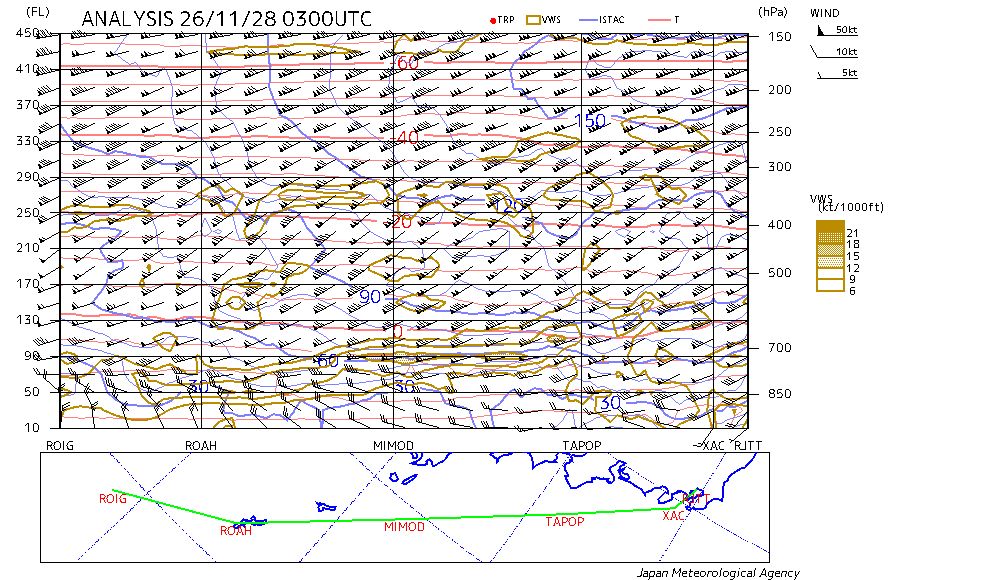 (FL) ANALYSIS 26/11/28 0300UTC TRP VWS ISTAC T (hPa) WIND
450 150 50kt
410 60 10kt
5kt
370 200
150
330 40 250
290 300
VWS
(kt/1000ft)
250 120
20 400
21
210 18
15
500 12
170 9
90 6
130 0
700
90 60
30 30
50 30 850
10
ROIG ROAH MIMOD TAPOP XAC RJTT
ROIG RJTT
ROAH MIMOD TAPOP XAC
Japan Meteorological Agency